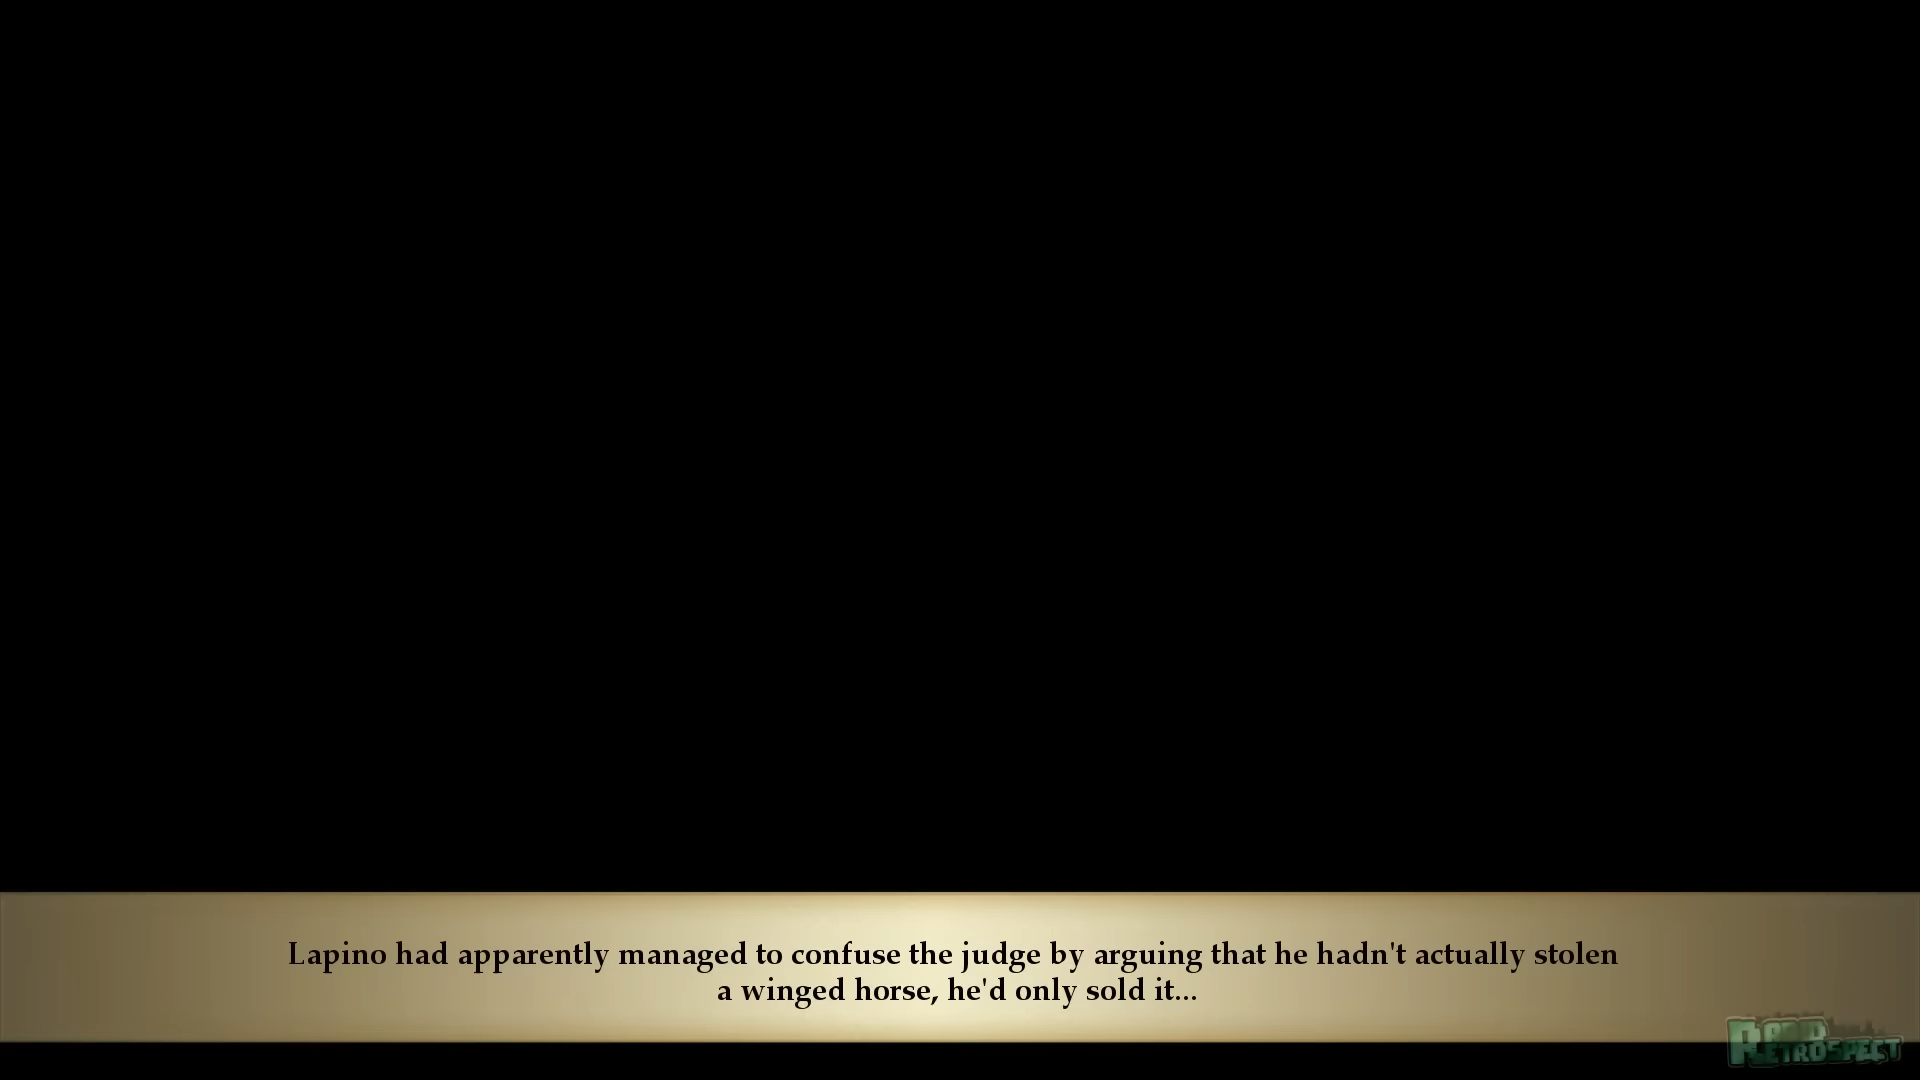 Lapino had apparently managed to confuse the judge by arguing that he hadn't actually stolen
a winged horse, he'd only sold it...
RETROSPECT